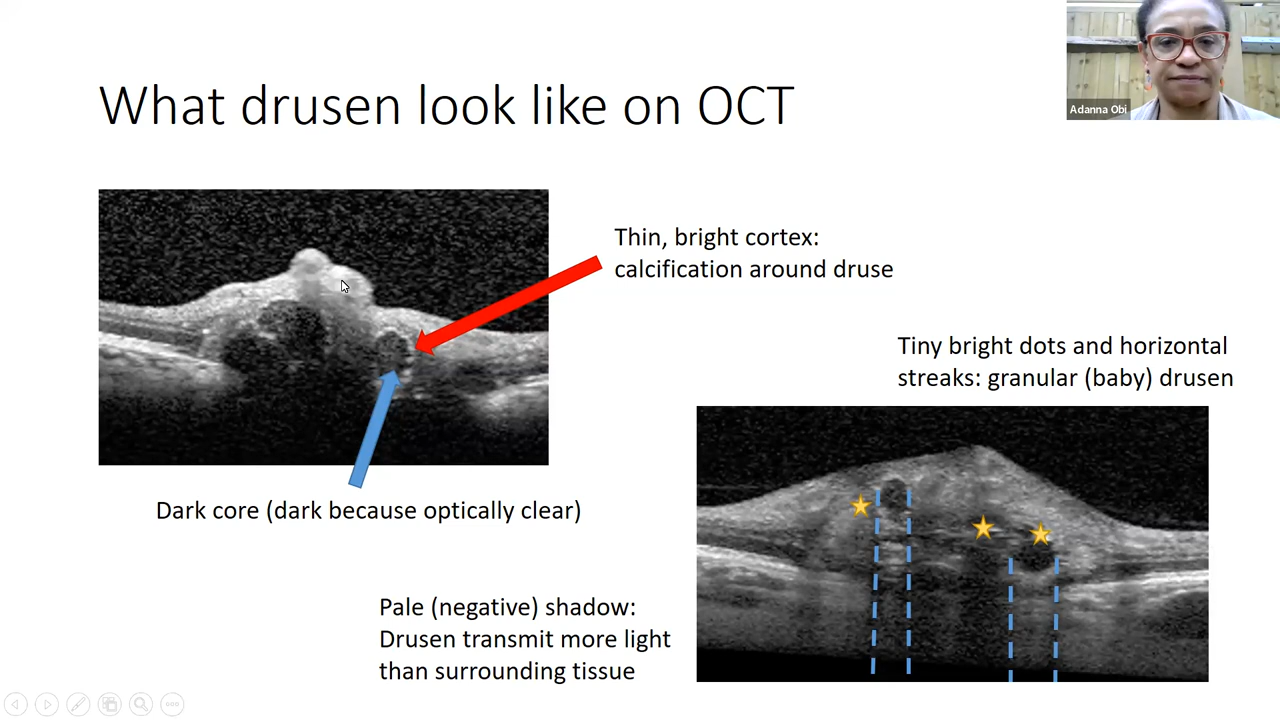 What drusen look like on OCT
Adanna Obi
Thin, bright cortex:
calcification around druse
Tiny bright dots and horizontal
streaks: granular (baby) drusen
Dark core (dark because optically clear)
Pale (negative) shadow:
Drusen transmit more light
than surrounding tissue